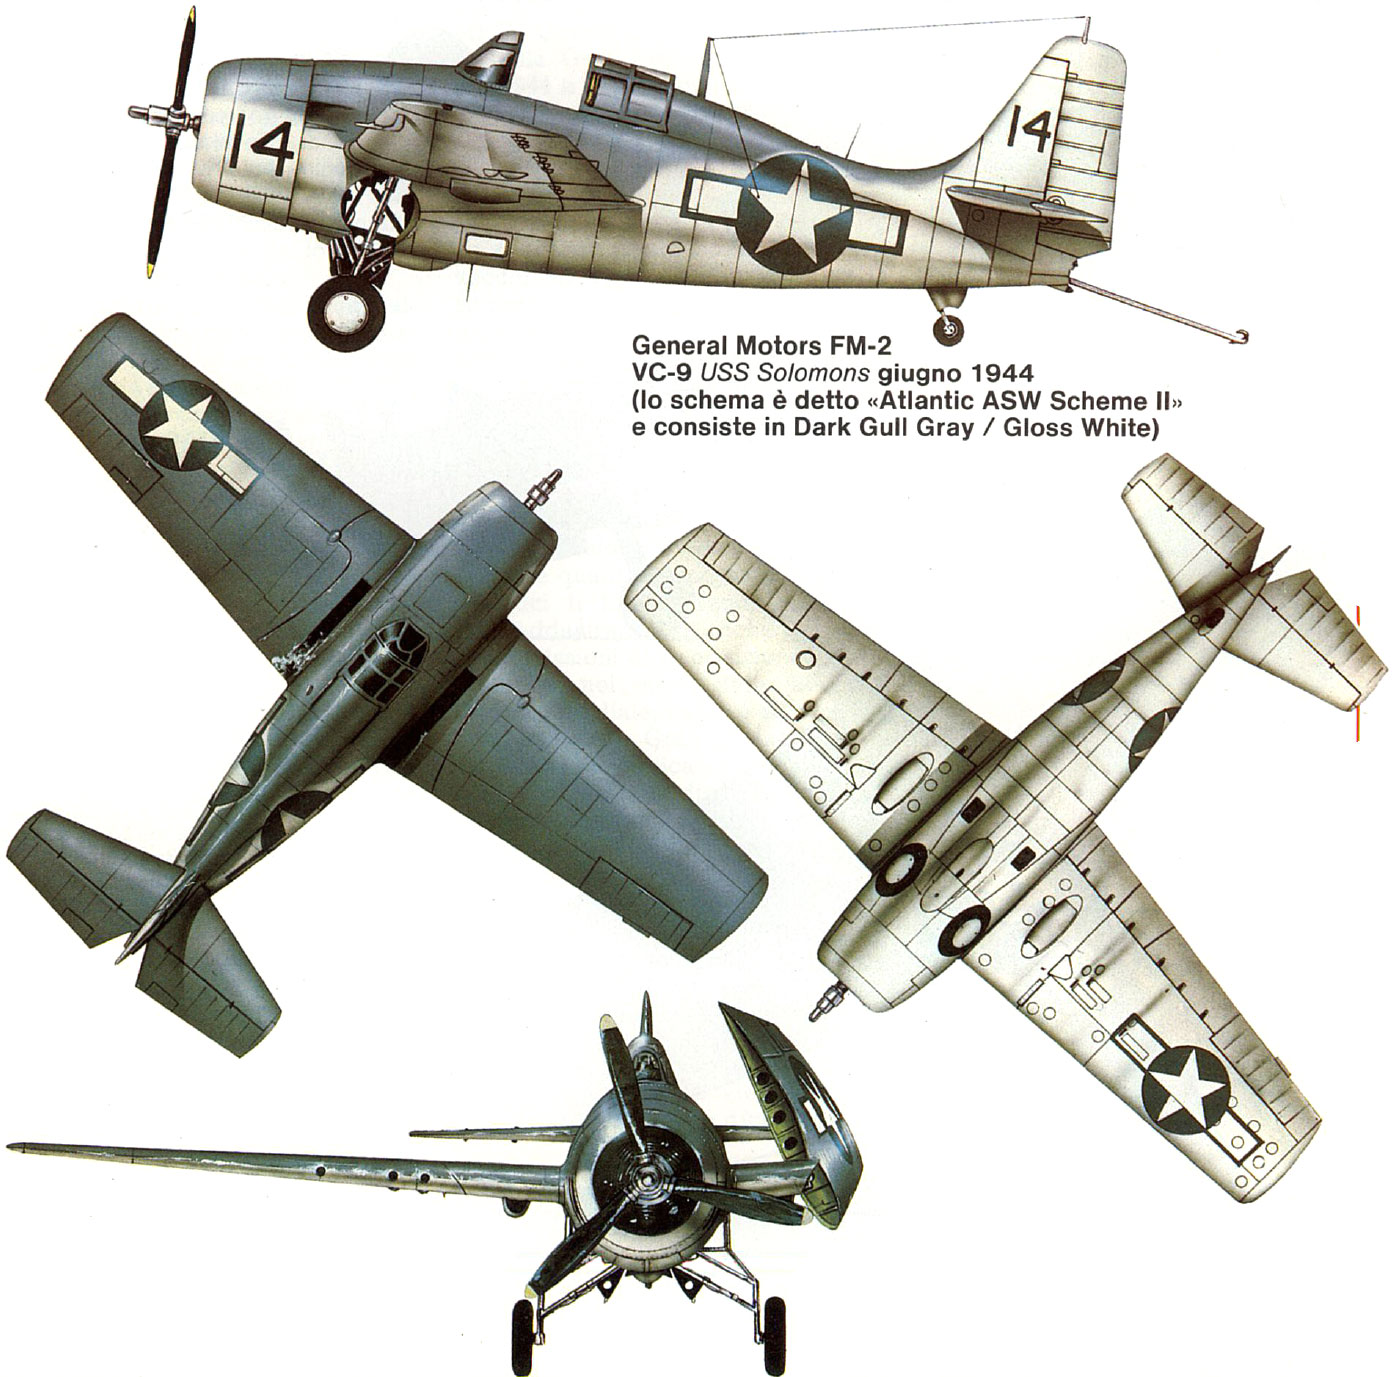 14
14
General Motors FM-2
VC-9 USS Solomons giugno 1944
(lo schema è detto «Atlantic ASW Scheme II»
e consiste in Dark Gull Gray / Gloss White)